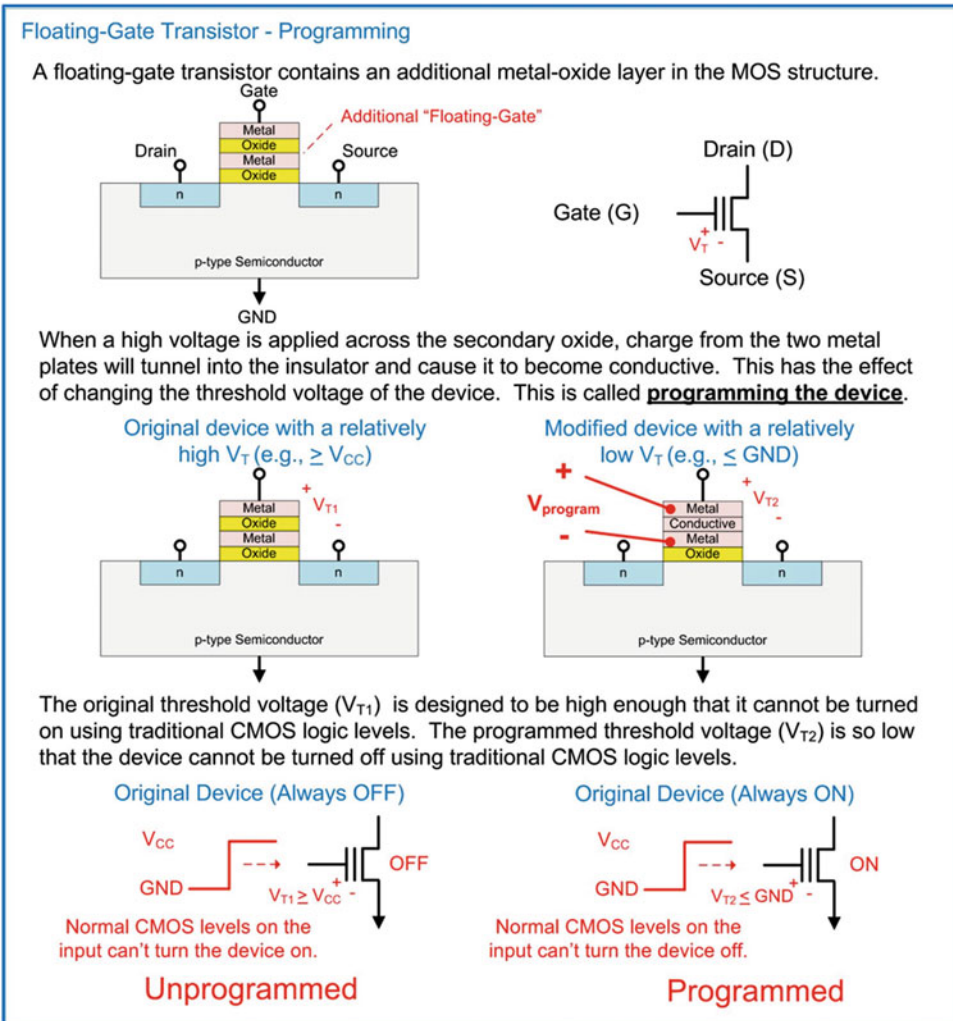 Floating-Gate Transistor - Programming
A floating-gate transistor contains an additional metal-oxide layer in the MOS structure.
Gate
Additional “Floating-Gate”
Metal
Oxide
Metal
Oxide
Drain
Source
n
n
p-type Semiconductor
GND
Drain (D)
Gate (G)
+
VT -
Source (S)
When a high voltage is applied across the secondary oxide, charge from the two metal
plates will tunnel into the insulator and cause it to become conductive. This has the effect
of changing the threshold voltage of the device. This is called programming the device.
Original device with a relatively
high VT (e.g., ≥ VCC)
+
VT1
-
Metal
Oxide
Metal
Oxide
n
n
p-type Semiconductor
Modified device with a relatively
low VT (e.g., ≤ GND)
+
Vprogram
-
+
VT2
-
Metal
Conductive
Metal
Oxide
n
n
p-type Semiconductor
The original threshold voltage (VT1) is designed to be high enough that it cannot be turned
on using traditional CMOS logic levels. The programmed threshold voltage (VT2) is so low
that the device cannot be turned off using traditional CMOS logic levels.
Original Device (Always OFF)
VCC
GND
OFF
VT1 ≥ VCC + -
Normal CMOS levels on the
input can’t turn the device on.
Unprogrammed
Original Device (Always ON)
VCC
GND
ON
VT2 ≤ GND + -
Normal CMOS levels on the
input can’t turn the device off.
Programmed